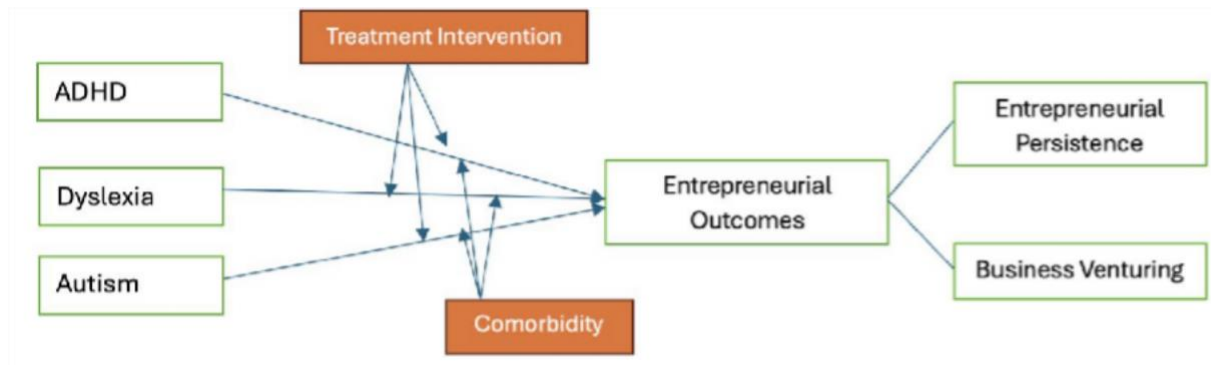 Treatment Intervention
ADHD
Dyslexia
Autism
Comorbidity
Entrepreneurial
Outcomes
Entrepreneurial
Persistence
Business Venturing